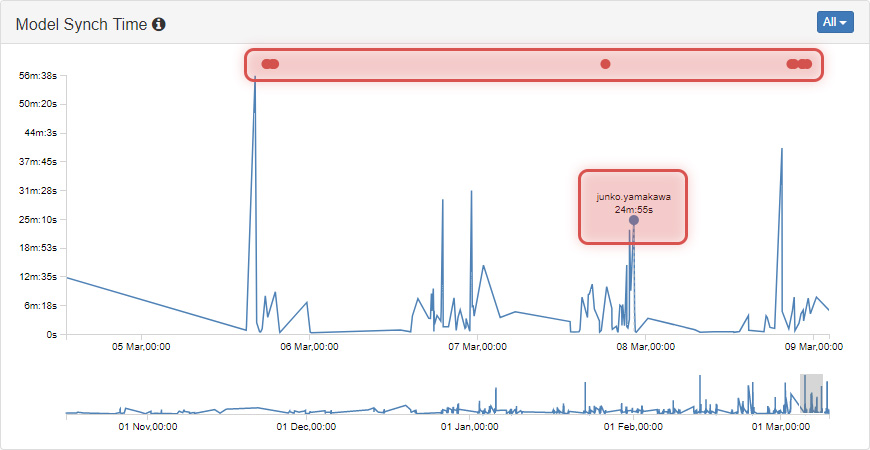 Model Synch Time
All
56m:38s
50m:20s
44m:3s
37m:45s
31m:28s
25m:10s
18m:53s
12m:35s
6m:18s
0s
junko.yamakawa
24m:55s
05 Mar,00:00
06 Mar,00:00
07 Mar,00:00
08 Mar,00:00
09 Mar,00:00
01 Nov,00:00
01 Dec,00:00
01 Jan,00:00
01 Feb,00:00
01 Mar,00:00